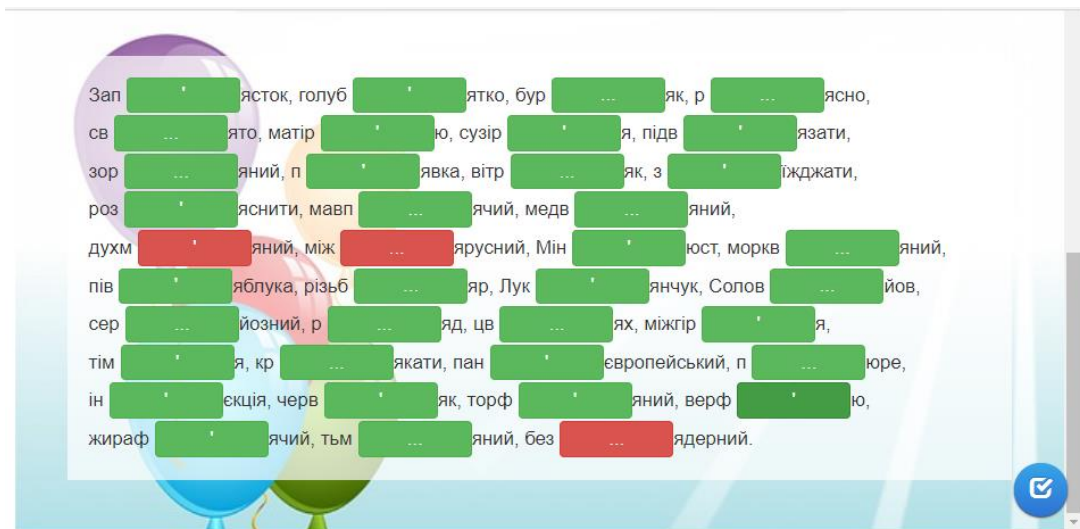 Зап ' ясток, голуб ' ятко, бур ... як, р ... ясно,
св ... ято, матір ' ю, сузір ' я, підв ' язати,
зор ... яний, п ' явка, вітр ... як, з ' їжджати,
роз ' яснити, мавп ... ячий, медв ... яний,
духм ' яний, між ... ярусний, Мін ' юст, моркв ... яний,
пів ' яблука, різьб ... яр, Лук ' янчук, Солов ... йов,
сер ... йозний, р ... яд, цв ... ях, міжгір ' я,
тім ' я, кр ... якати, пан ' європейський, п ... юре,
ін ' єкція, черв ' як, торф ' яний, верф ' ю,
жираф ' ячий, тьм ... яний, без ... ядерний.